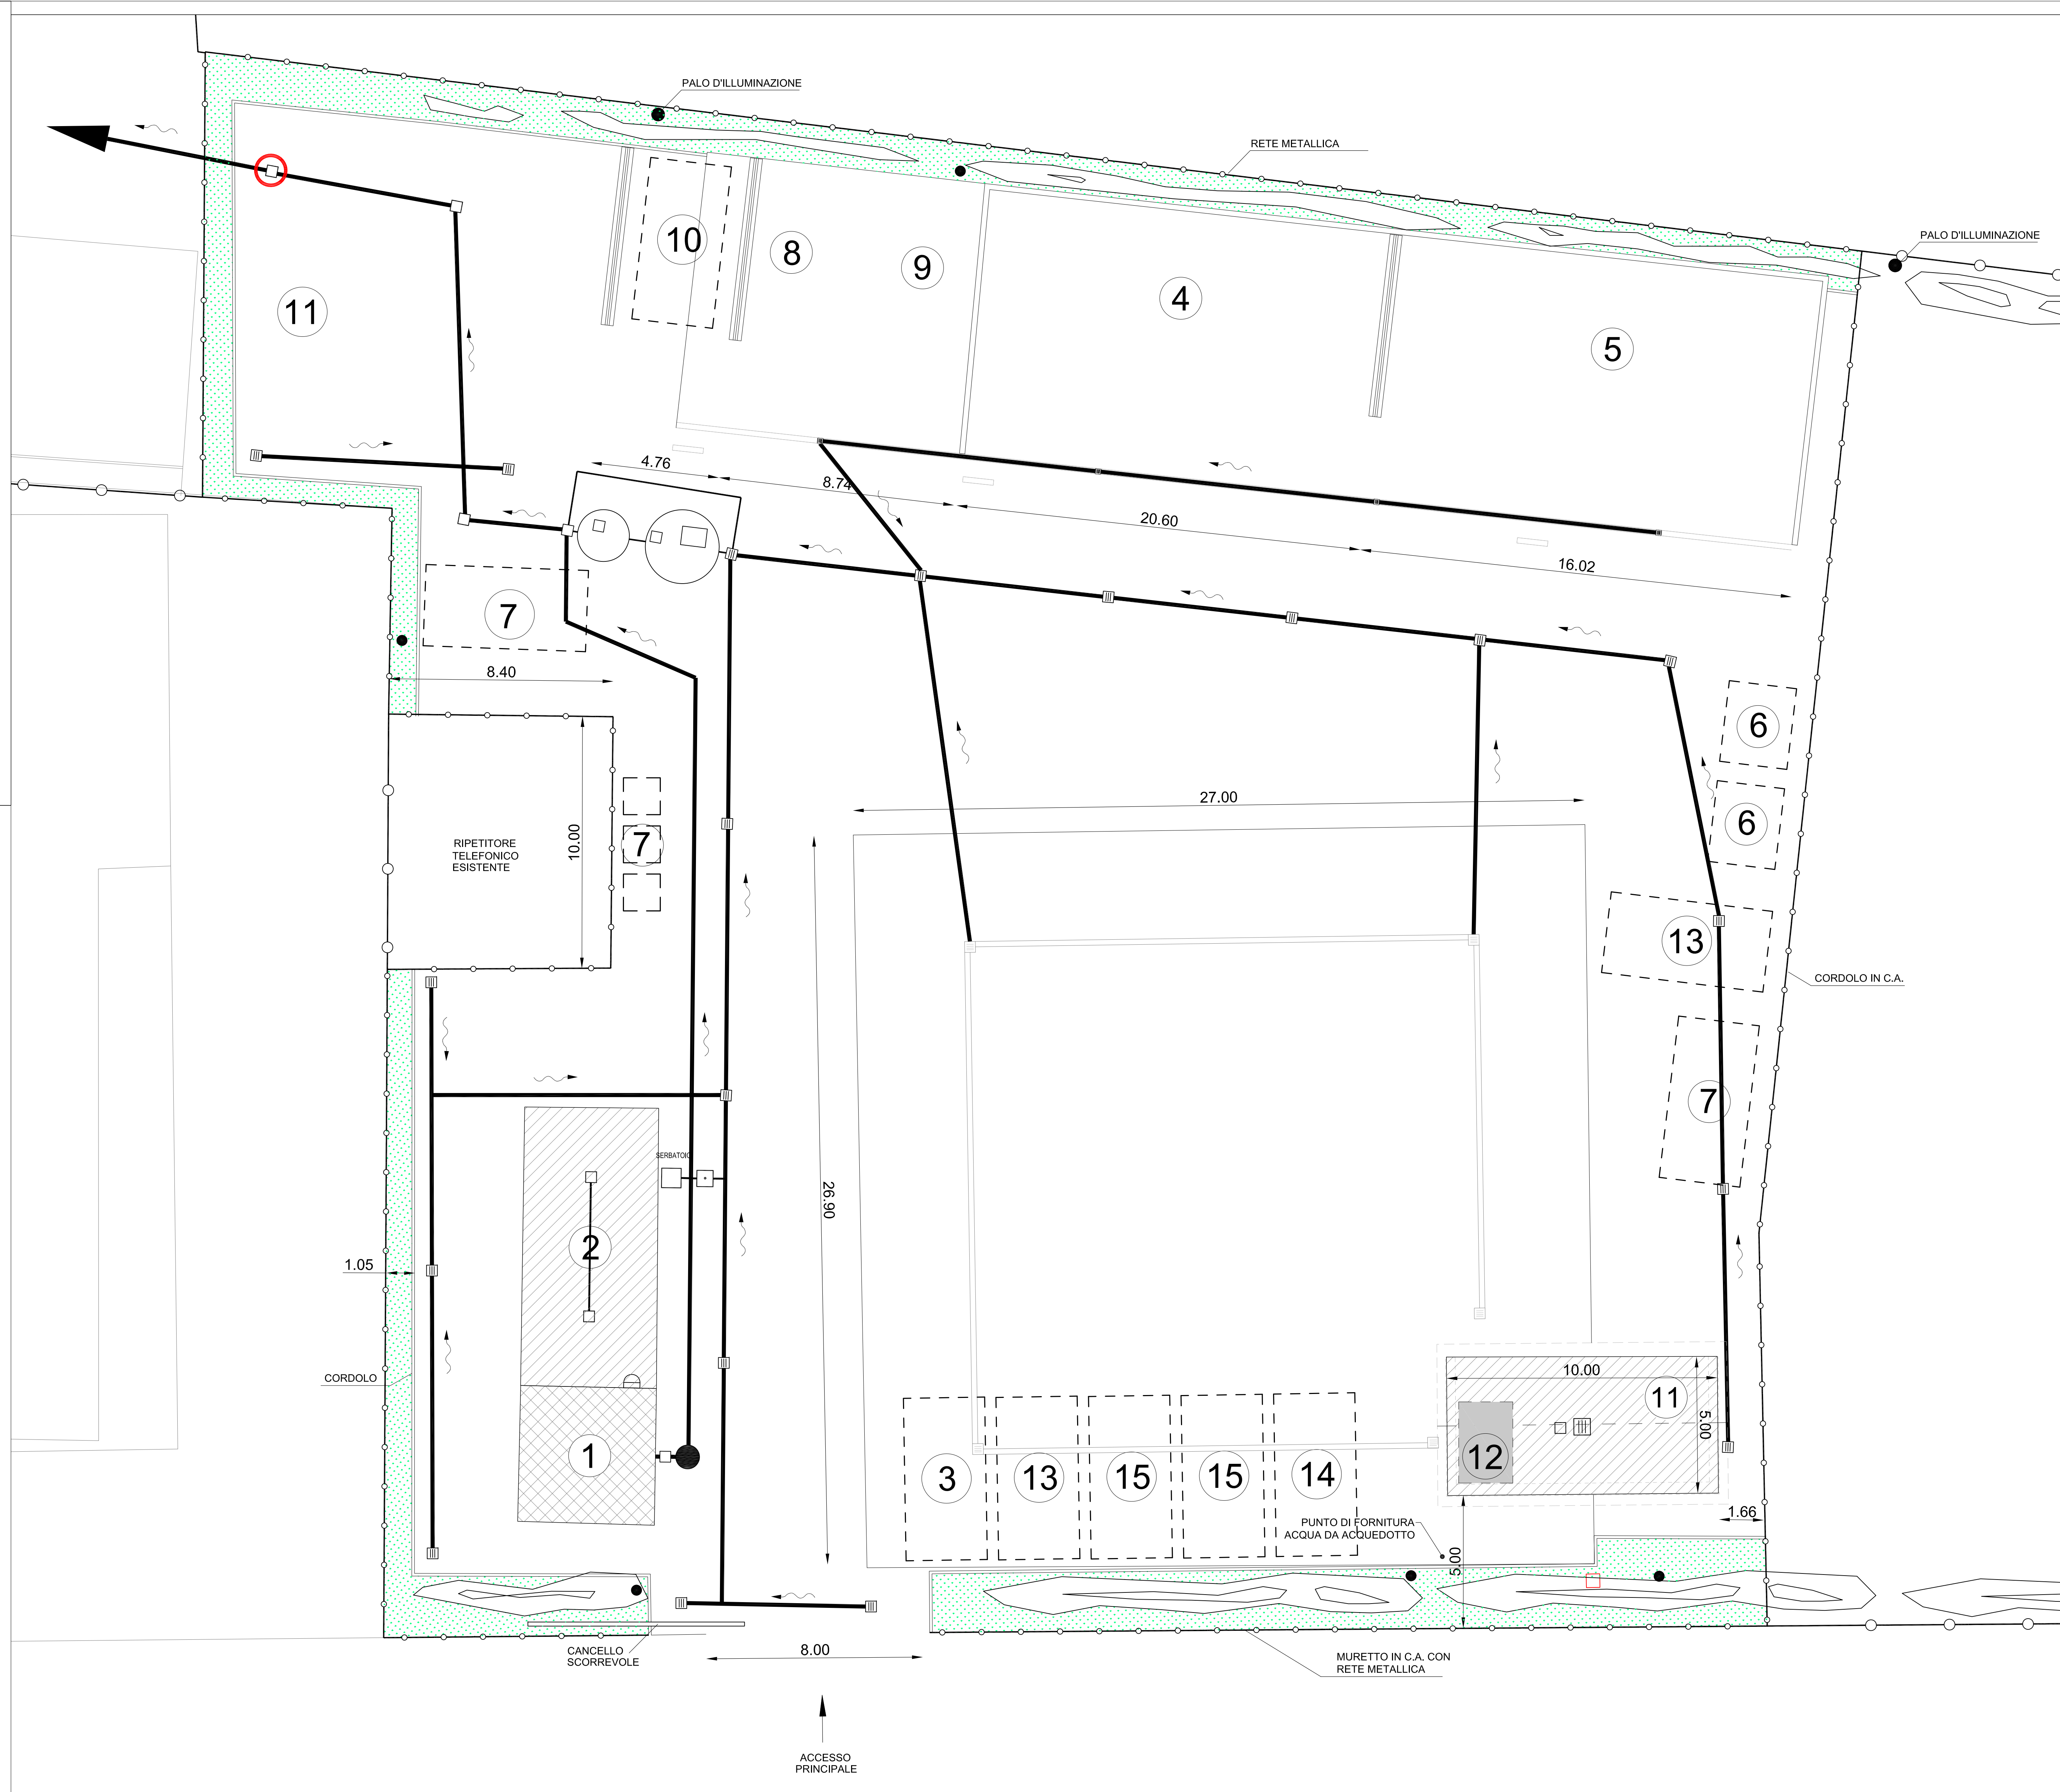 PALO D'ILLUMINAZIONE
RETE METALLICA
PALO D'ILLUMINAZIONE
10
8
9
4
11
5
4.76
8.74
20.60
16.02
7
8.40
6
27.00
6
10.00
7
RIPETITORE
TELEFONICO
ESISTENTE
13
CORDOLO IN C.A.
7
SERBATOIO
26.90
2
1.05
CORDOLO
10.00
11
5.00
1
12
3
13
15
15
14
1.66
PUNTO DI FORNITURA
ACQUA DA ACQUEDOTTO
5.00
CANCELLO
SCORREVOLE
8.00
MURETTO IN C.A. CON
RETE METALLICA
ACCESSO
PRINCIPALE